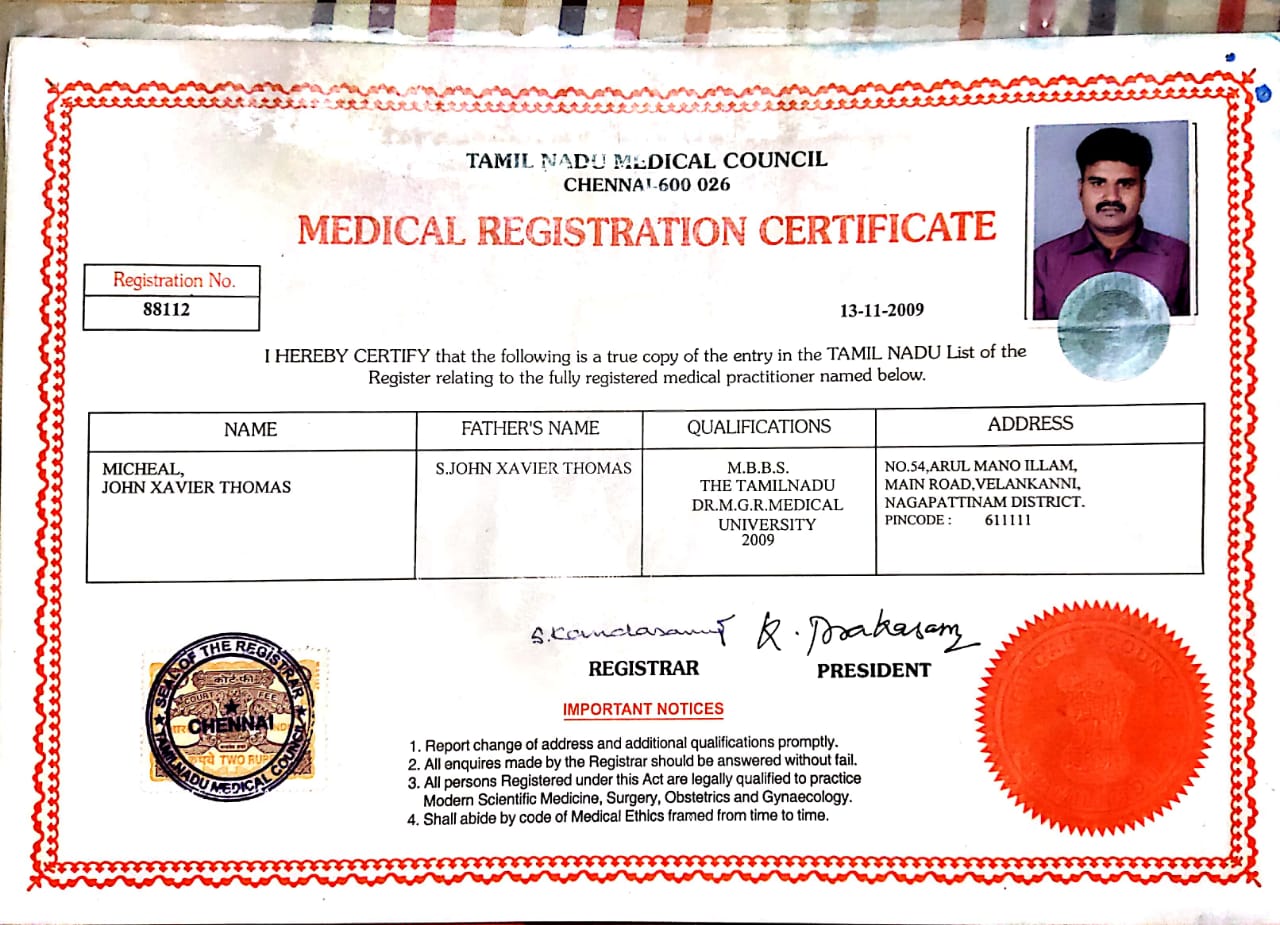 TAMIL NADU MEDICAL COUNCIL
CHENNAI-600 026
MEDICAL REGISTRATION CERTIFICATE
Registration No.
88112
13-11-2009
I HEREBY CERTIFY that the following is a true copy of the entry in the TAMIL NADU List of the
Register relating to the fully registered medical practitioner named below.
NAME
FATHER'S NAME
QUALIFICATIONS
ADDRESS
MICHEAL,
JOHN XAVIER THOMAS
S.JOHN XAVIER THOMAS
M.B.B.S.
THE TAMILNADU
DR.M.G.R.MEDICAL
UNIVERSITY
2009
NO.54,ARUL MANO ILLAM,
MAIN ROAD,VELANKANNI,
NAGAPATTINAM DISTRICT.
PINCODE : 611111
S.Kandasamy
K. Prakasam
REGISTRAR
PRESIDENT
SEAL OF THE REGISTRAR
कोर्ट फी
COURT FEE
CHENNAI
TWO
TAMILNADU MEDICAL COUNCIL
IMPORTANT NOTICES
1. Report change of address and additional qualifications promptly.
2. All enquires made by the Registrar should be answered without fail.
3. All persons Registered under this Act are legally qualified to practice
Modern Scientific Medicine, Surgery, Obstetrics and Gynaecology.
4. Shall abide by code of Medical Ethics framed from time to time.